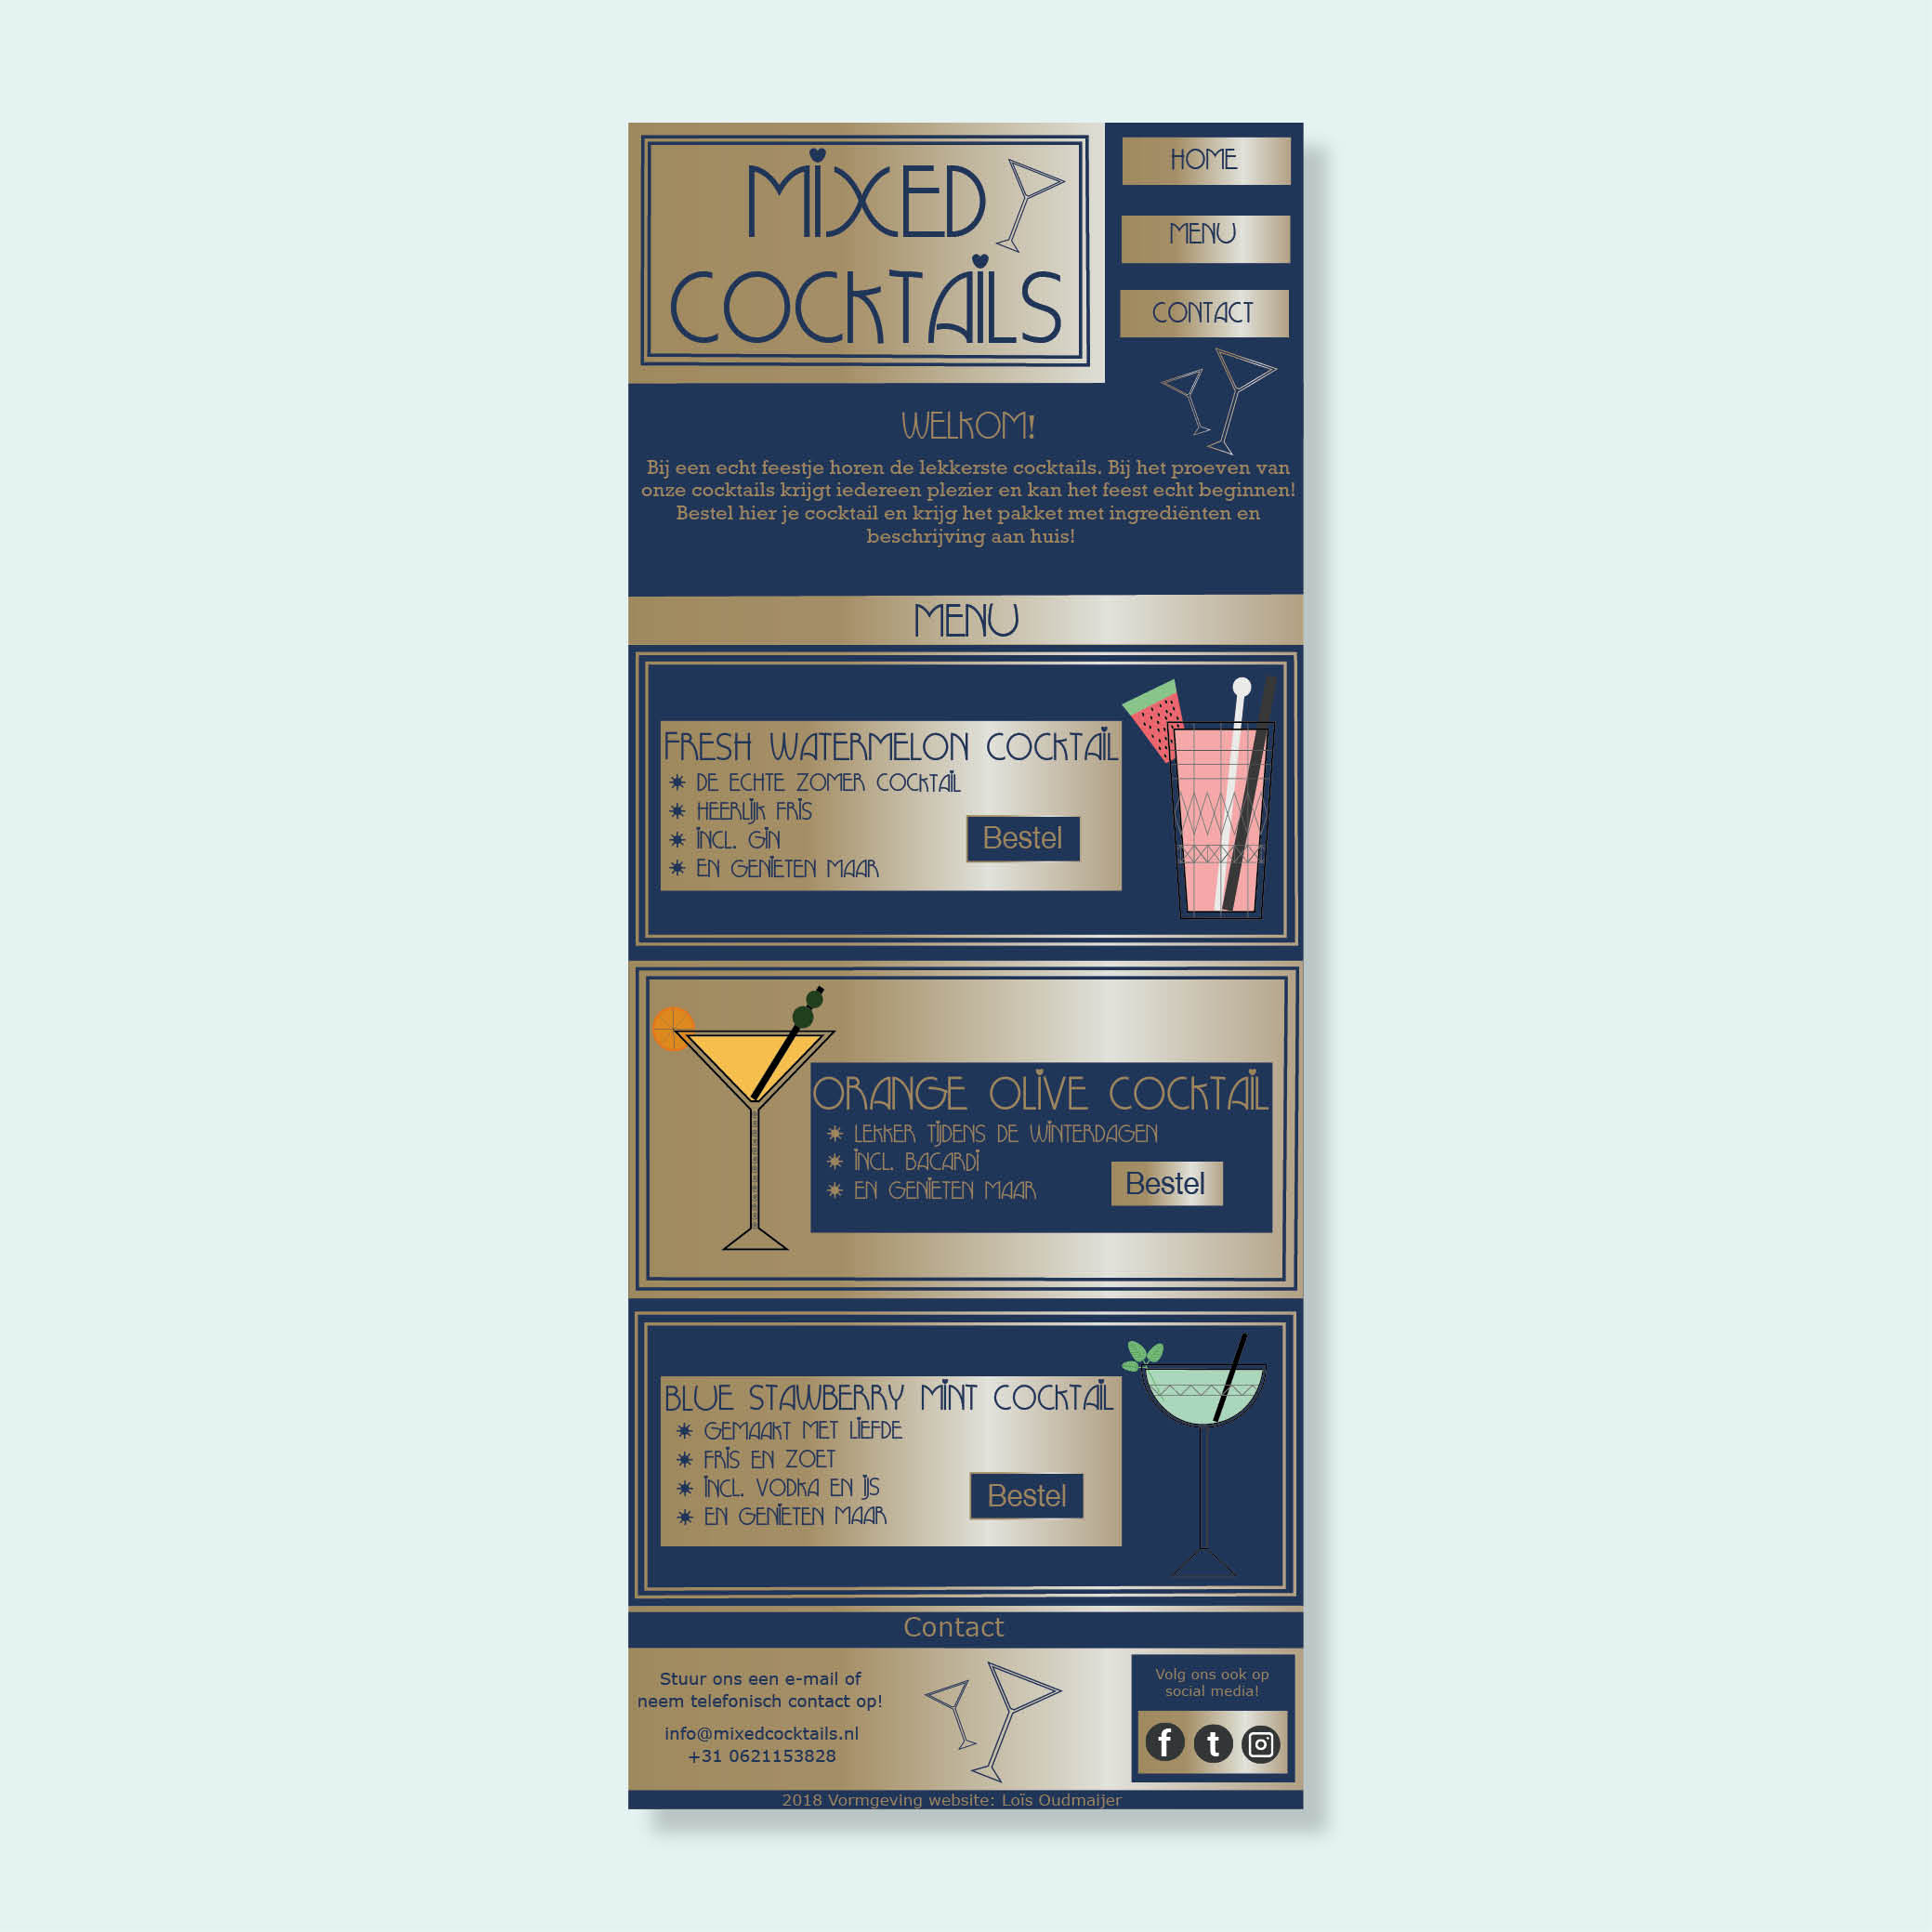 MiXED
COCKTAiLS
HOME
MENU
CONTACT
WELKOM!
Bij een echt feestje horen de lekkerste cocktails. Bij het proeven van
onze cocktails krijgt iedereen plezier en kan het feest echt beginnen!
Bestel hier je cocktail en krijg het pakket met ingrediënten en
beschrijving aan huis!
MENU
FRESH WATERMELON COCKTAiL
DE ECHTE ZOMER COCKTAiL
HEERLiJK FRiS
iNCL. GiN
EN GENiETEN MAAR
Bestel
ORANGE OLiVE COCKTAiL
LEKKER TiJDENS DE WiNTERDAGEN
iNCL. BACARDi
EN GENiETEN MAAR
Bestel
BLUE STAWBERRY MiNT COCKTAiL
GEMAAKT MET LiEFDE
FRiS EN ZOET
iNCL. VODKA EN iJS
EN GENiETEN MAAR
Bestel
Contact
Stuur ons een e-mail of
neem telefonisch contact op!
info@mixedcocktails.nl
+31 0621153828
Volg ons ook op
social media!
f t
2018 Vormgeving website: Loïs Oudmaijer